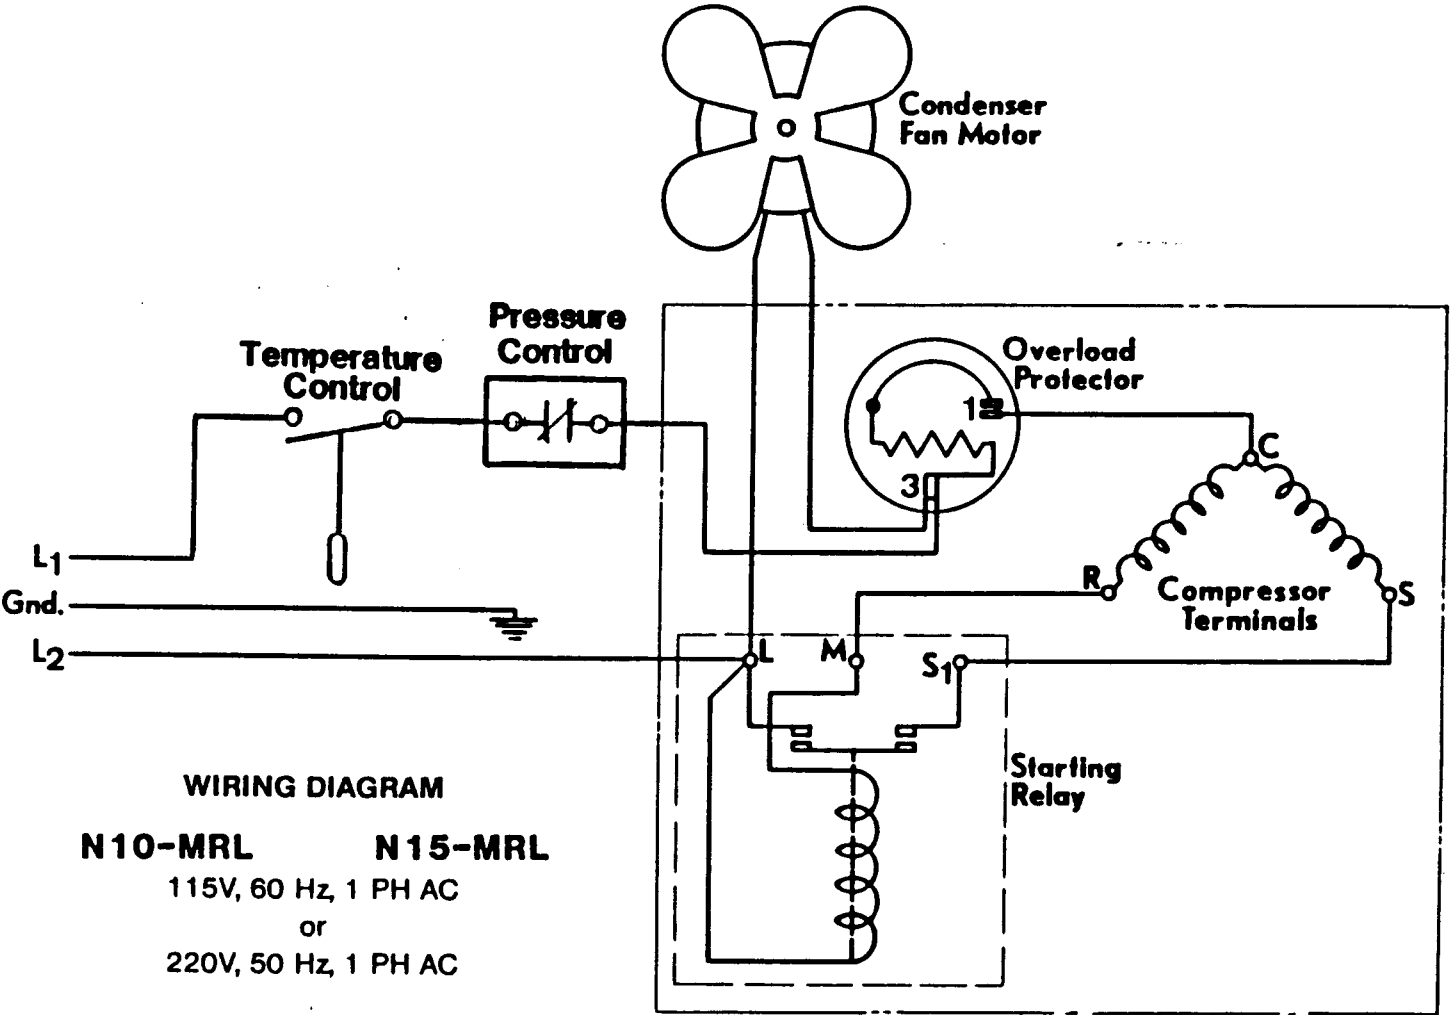 Condenser
Fan Motor
Pressure
Control
Temperature
Control
Overload
Protector
1
3
C
R
S
Compressor
Terminals
L1
Gnd.
L2
L
M
S1
Starting
Relay
WIRING DIAGRAM
N10-MRL N15-MRL
115V, 60 Hz, 1 PH AC
or
220V, 50 Hz, 1 PH AC